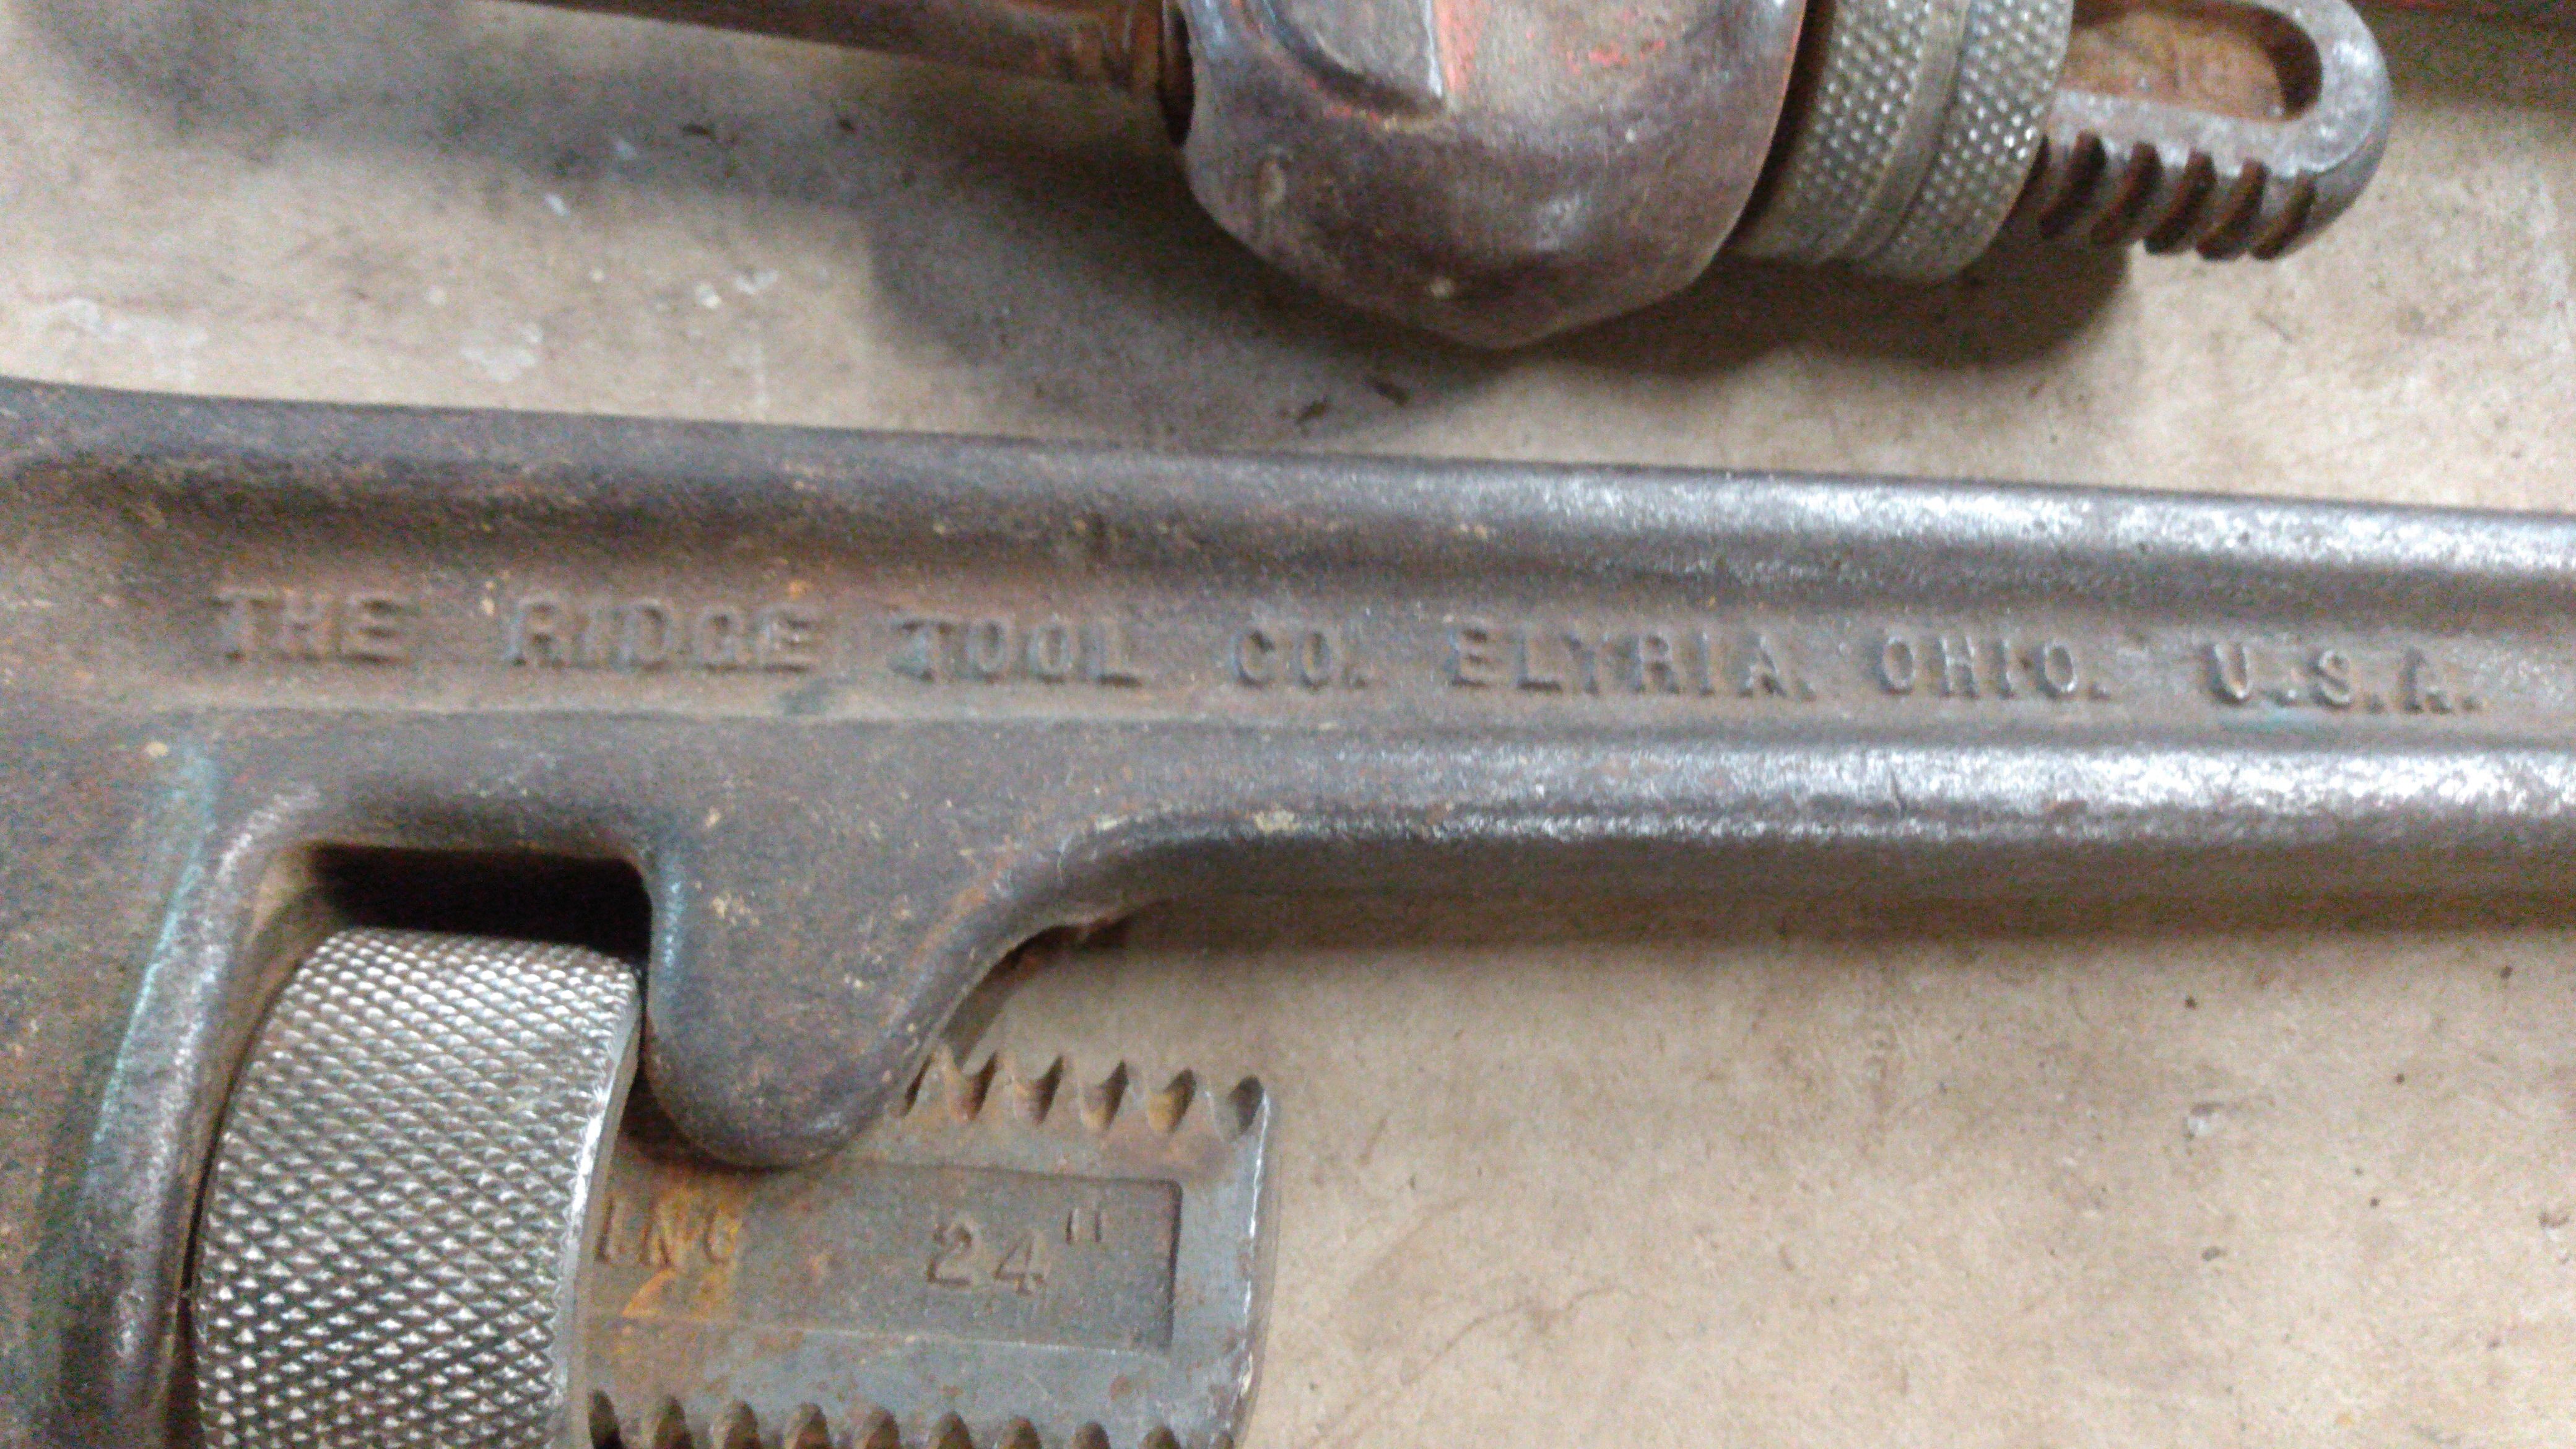 THE RIDGE TOOL CO. ELYRIA, OHIO. U.S.A.
24"